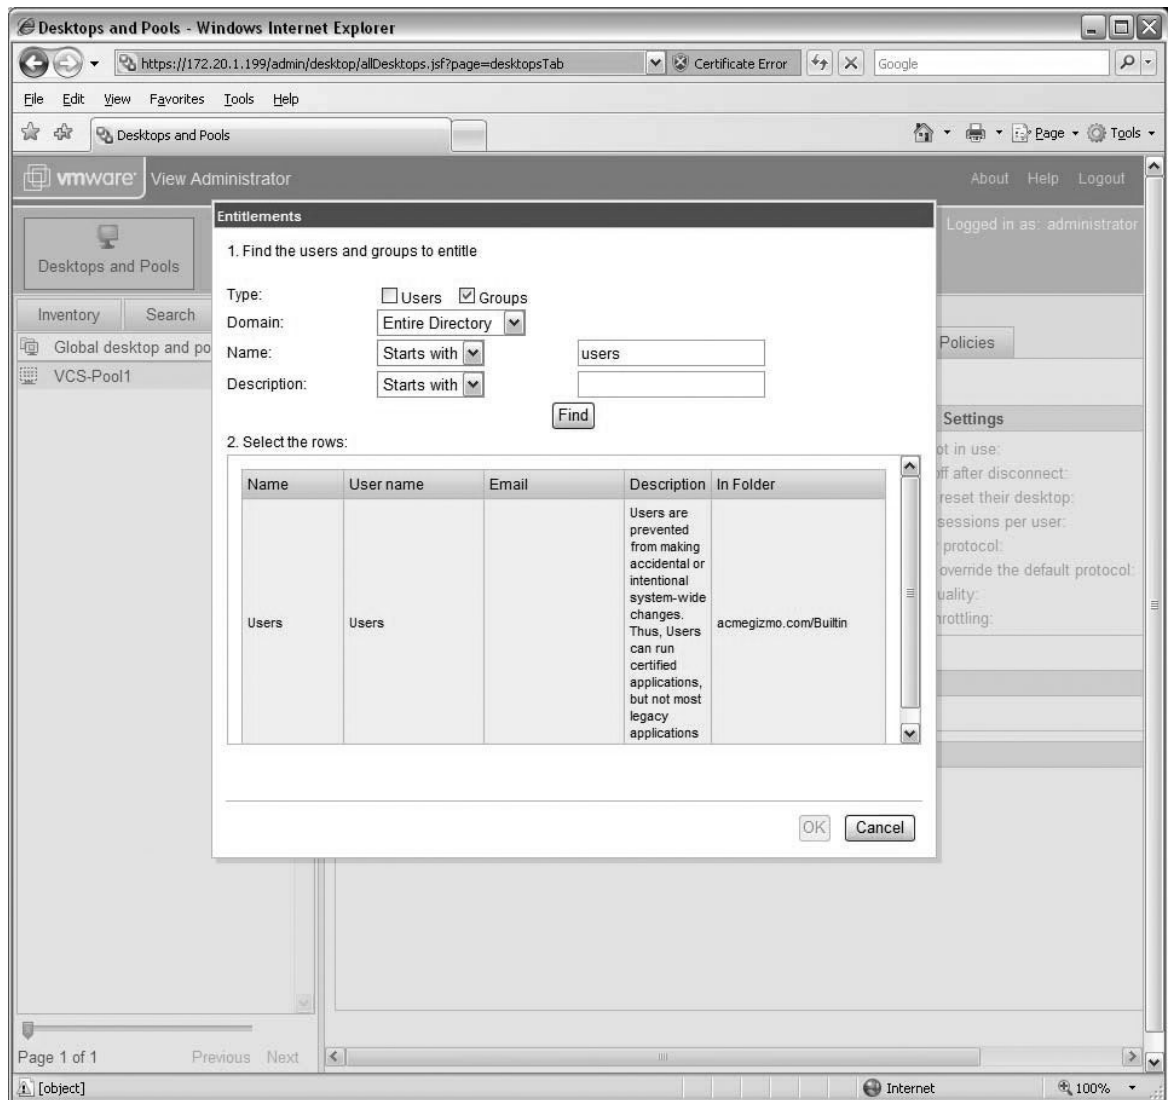 Desktops and Pools - Windows Internet Explorer
https://172.20.1.199/admin/desktop/allDesktops.jsf?page=desktopsTab
Certificate Error
Google
File Edit View Favorites Tools Help
Desktops and Pools
Page Tools
vmware View Administrator
About Help Logout
Logged in as: administrator
Desktops and Pools
Inventory Search
Global desktop and po
VCS-Pool1
Entitlements
1. Find the users and groups to entitle
Type: Users Groups
Domain: Entire Directory
Name: Starts with users
Description: Starts with
Find
2. Select the rows:
Name User name Email Description In Folder
Users Users
Users are
prevented
from making
accidental or
intentional
system-wide
changes.
Thus, Users
can run
certified
applications,
but not most
legacy
applications
acmegizmo.com/Builtin
OK Cancel
Policies
Settings
ot in use:
ff after disconnect:
reset their desktop:
sessions per user:
protocol:
override the default protocol:
uality:
hrottling:
Page 1 of 1 Previous Next
[object]
Internet
100%